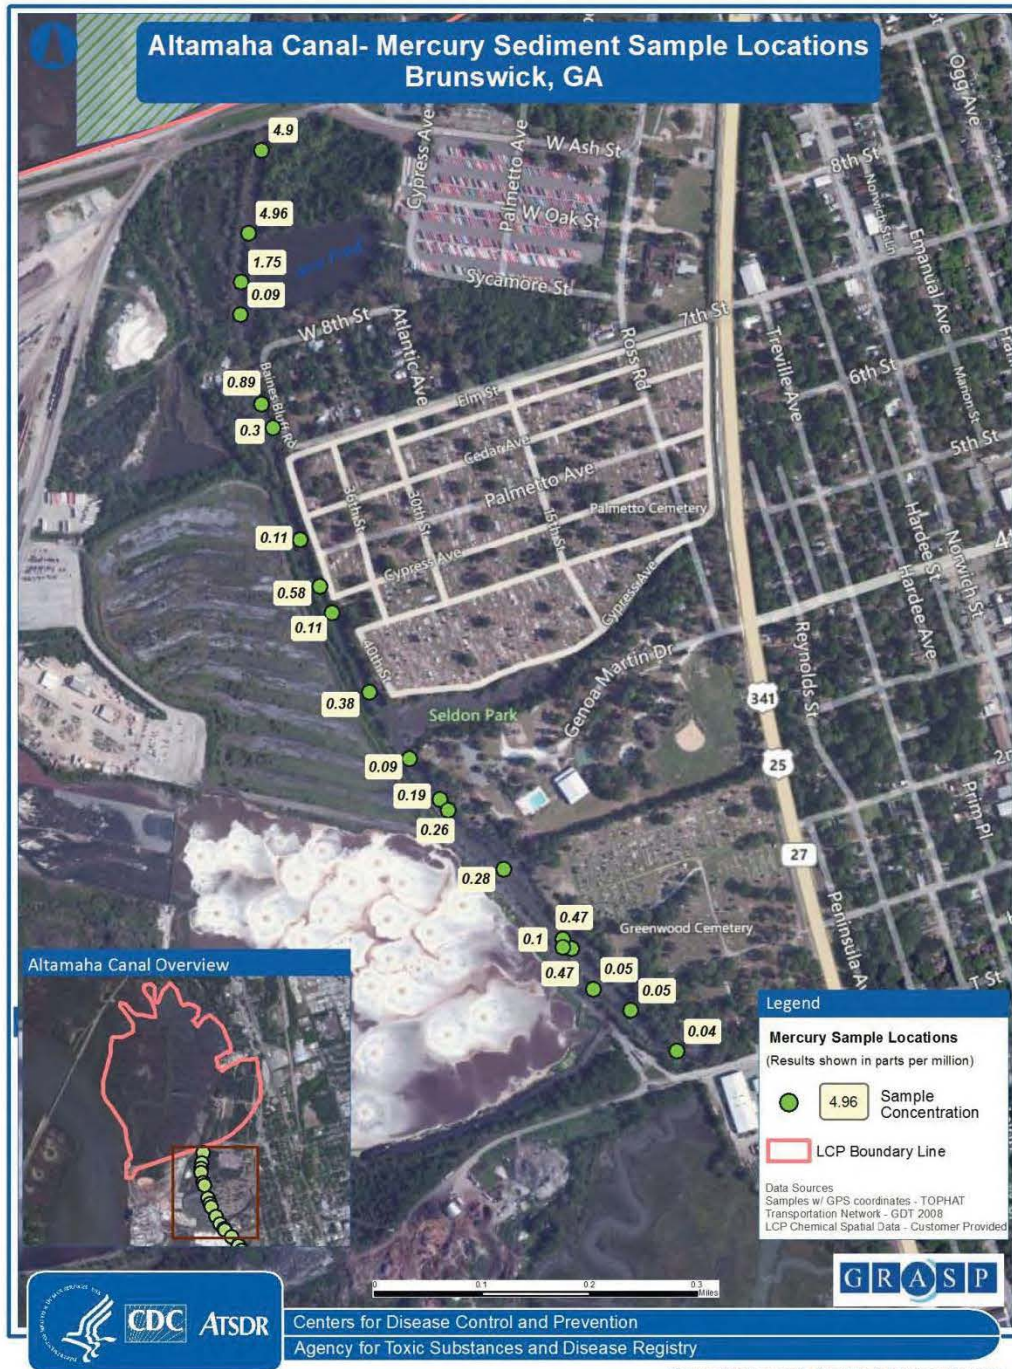 Altamaha Canal- Mercury Sediment Sample Locations
Brunswick, GA
4.9
4.96
1.75
0.09
0.89
0.3
0.11
0.58
0.11
0.38
0.09
0.19
0.26
0.28
0.47
0.1
0.47
0.05
0.05
0.04
Cypress Ave
Palmetto Ave
W Ash St
W Oak St
Sycamore St
Ogg Ave
8th St
Norwich St Ln
Emanual Ave
7th St
W 8th St
Atlantic Ave
Ross Rd
Treville Ave
6th St
Marion St
5th St
Baines Bluff Rd
Elm St
Cedar Ave
Palmetto Ave
36th St
30th St
15th St
Palmetto Cemetery
Cypress Ave
Cypress Ave
40th St
Hardee St
Hardee Ave
Norwich St
Genoa Martin Dr
Reynolds St
Seldon Park
341
25
27
Prim Pl
Peninsula Av
T St
Greenwood Cemetery
Altamaha Canal Overview
Legend
Mercury Sample Locations
(Results shown in parts per million)
4.96
Sample
Concentration
LCP Boundary Line
Data Sources
Samples w/ GPS coordinates - TOPHAT
Transportation Network - GDT 2008
LCP Chemical Spatial Data - Customer Provided
0 0.1 0.2 0.3
Miles
GRASP
CDC
ATSDR
Centers for Disease Control and Prevention
Agency for Toxic Substances and Disease Registry